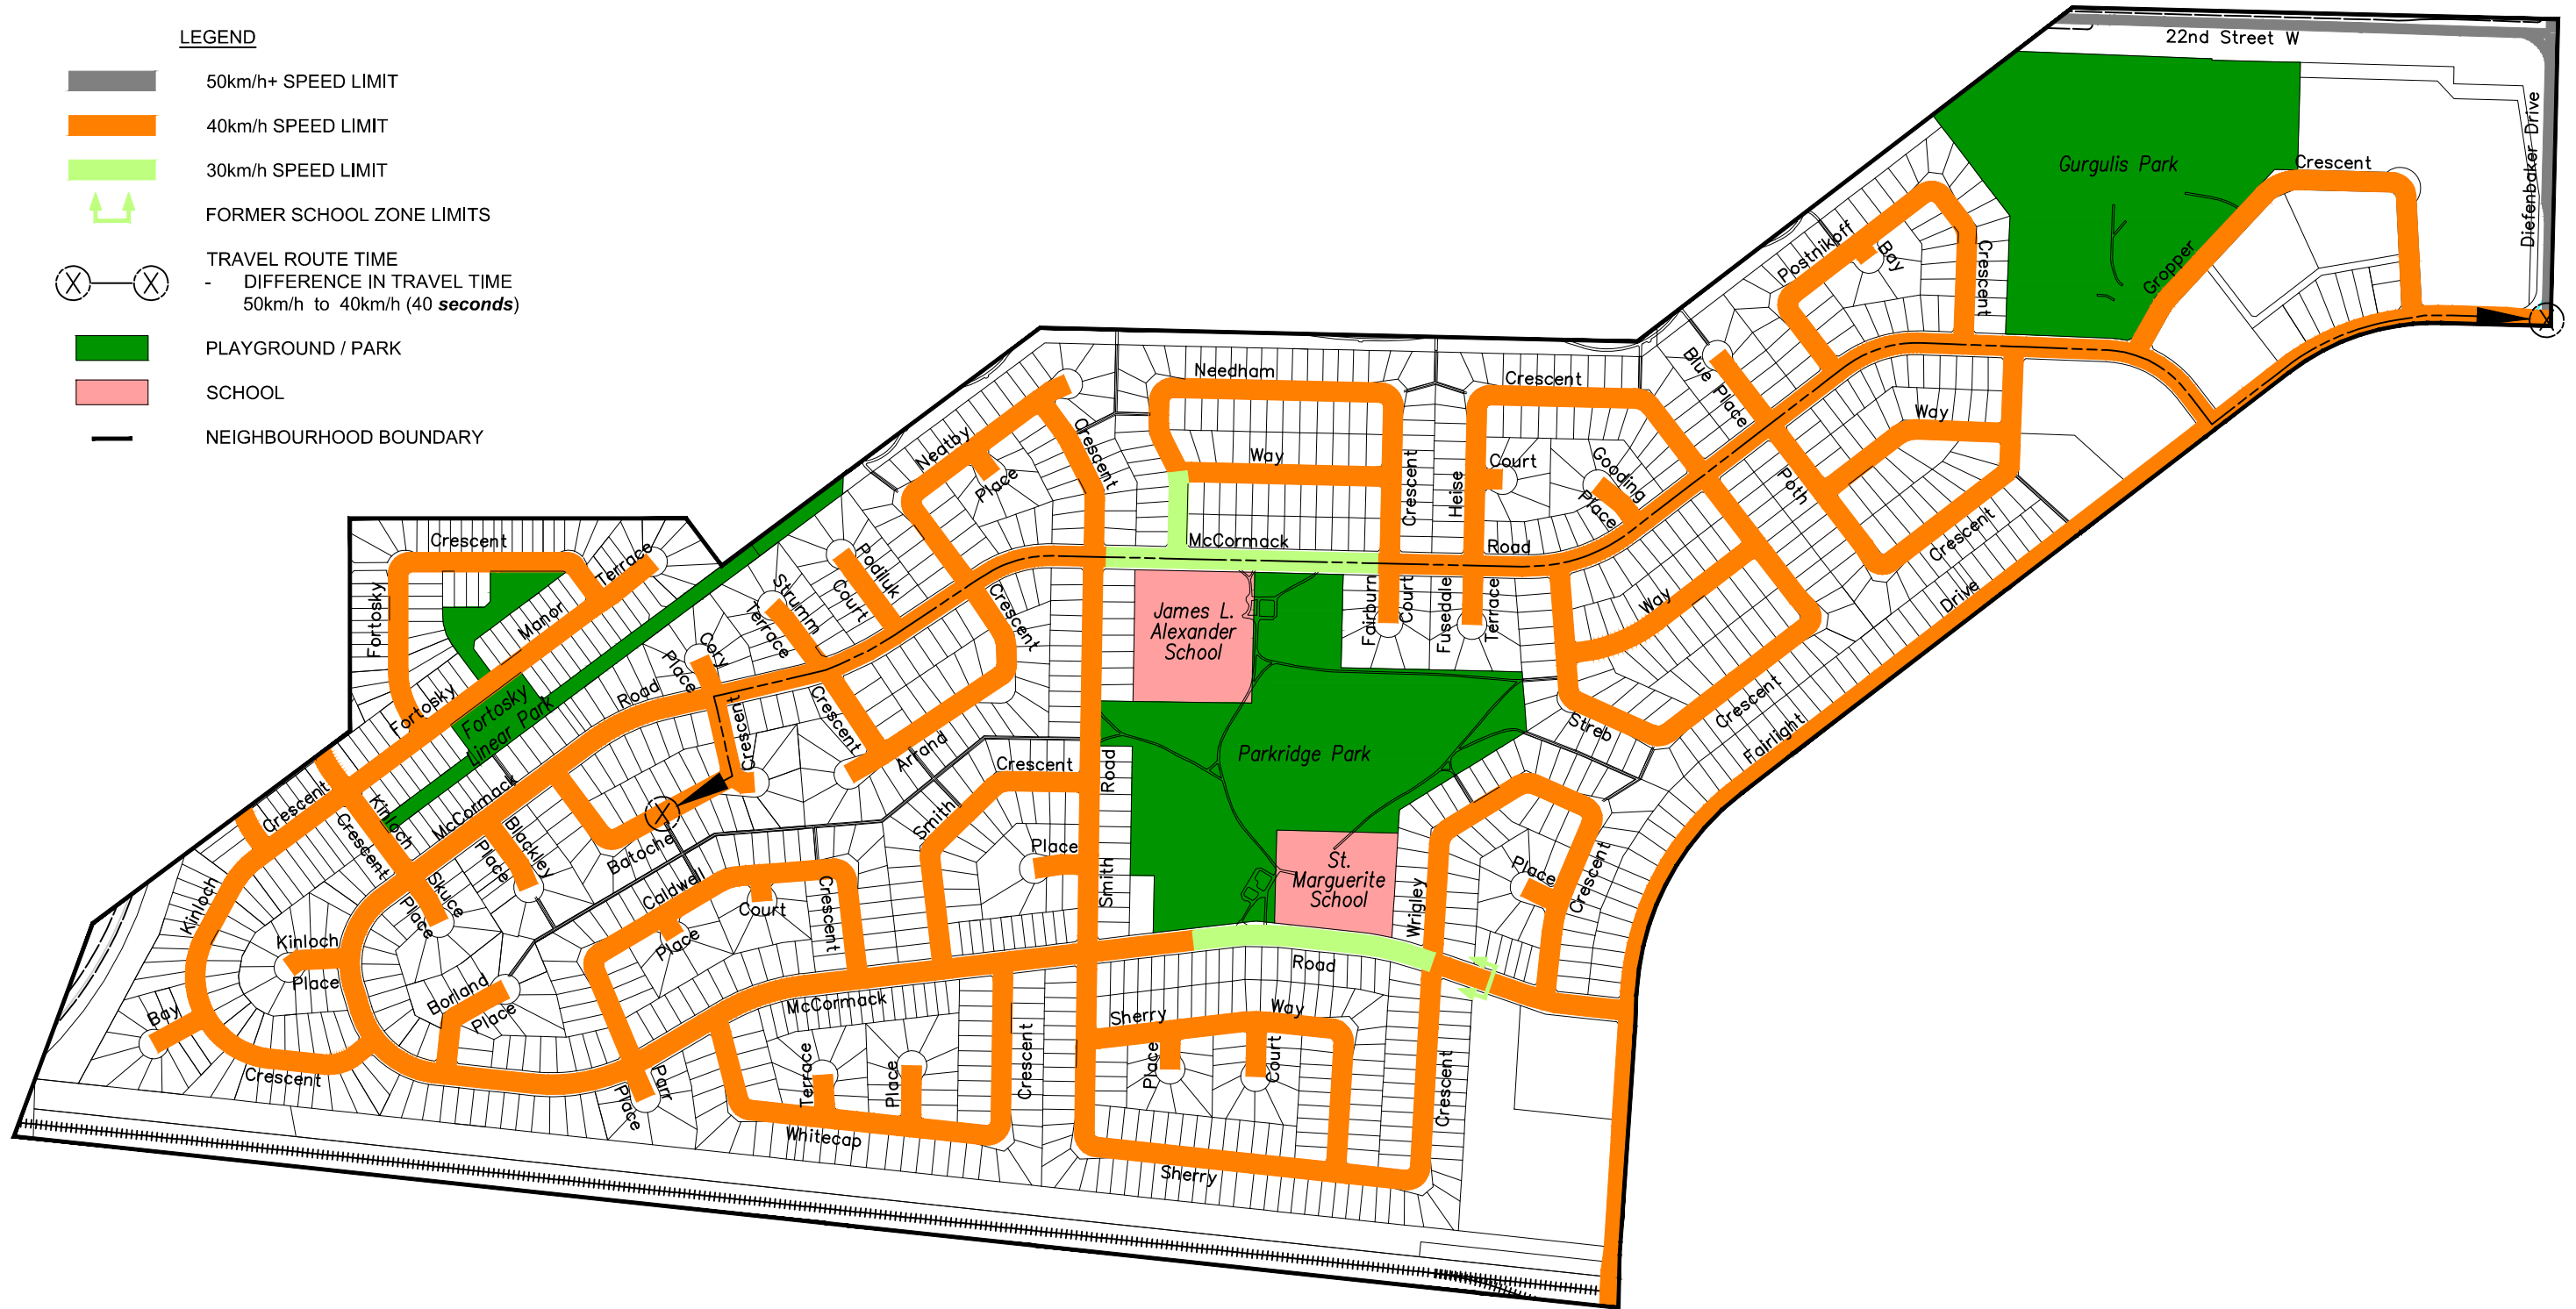 LEGEND
50km/h+ SPEED LIMIT
40km/h SPEED LIMIT
30km/h SPEED LIMIT
FORMER SCHOOL ZONE LIMITS
TRAVEL ROUTE TIME
X X - DIFFERENCE IN TRAVEL TIME
50km/h to 40km/h (40 seconds)
PLAYGROUND / PARK
SCHOOL
NEIGHBOURHOOD BOUNDARY
22nd Street W
Diefenbaker Drive
Gurgulis Park
Crescent
Gropper
X
Postnikoff
Bay
Crescent
Blue Place
Way
Poth
Crescent
Drive
Needham
Crescent
Way
Crescent
Heise
Court
Gooding
Place
McCormack
Road
Neatby
Crescent
Place
Crescent
Podiluk
Court
Strumm
Terrace
Cory
Place
Crescent
Crescent
Arrand
Crescent
Terrace
Fortosky
Manor
Fortosky
Fortosky
Linear Park
Road
James L.
Alexander
School
Fairburn
Court
Fusedale
Terrace
Way
Streb
Crescent
Fairlight
Parkridge Park
Crescent
Kinloch
Crescent
McCormack
Blackley
Place
Batoche
X
Skuce
Place
Smith
Crescent
Place
Road
Smith
St.
Marguerite
School
Wrigley
Place
Crescent
Caldwell
Court
Crescent
Place
Kinloch
Kinloch
Place
Borland
Place
Bay
Crescent
McCormack
Road
Parr
Place
Terrace
Place
Crescent
Whitecap
Sherry
Way
Place
Court
Crescent
Sherry